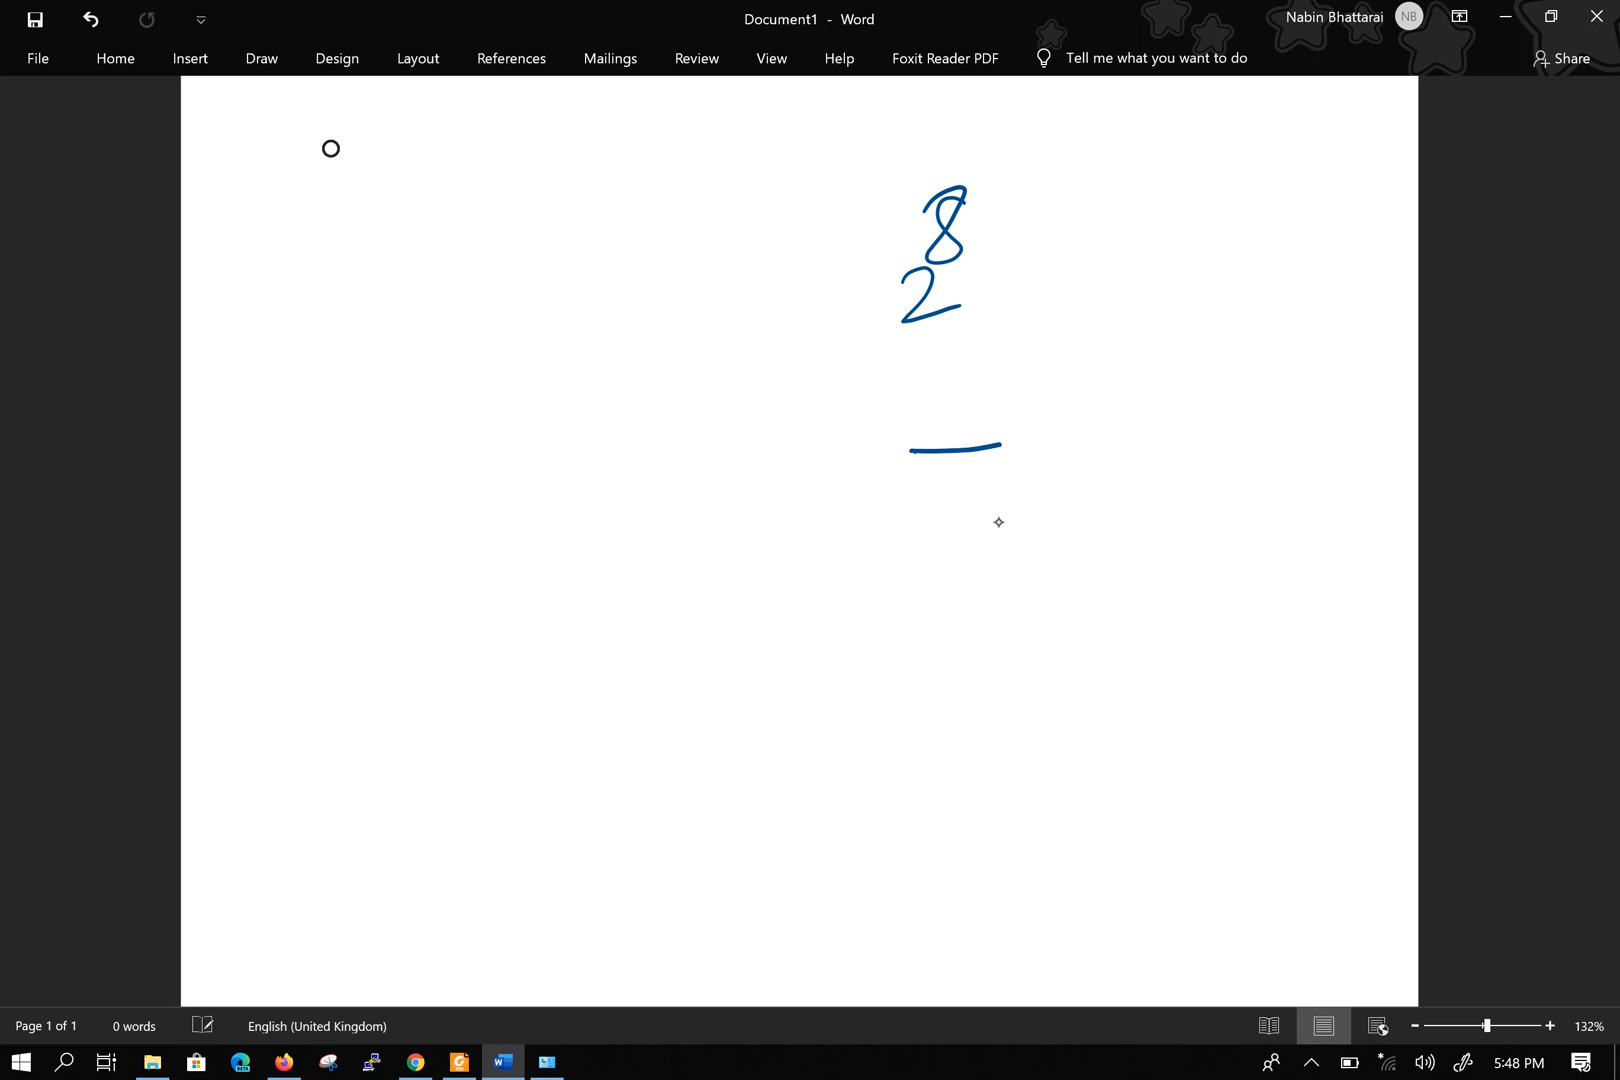 Document1 - Word
Nabin Bhattarai
NB
File
Home
Insert
Draw
Design
Layout
References
Mailings
Review
View
Help
Foxit Reader PDF
Tell me what you want to do
Share
8
2
Page 1 of 1
0 words
English (United Kingdom)
132%
BETA
5:48 PM